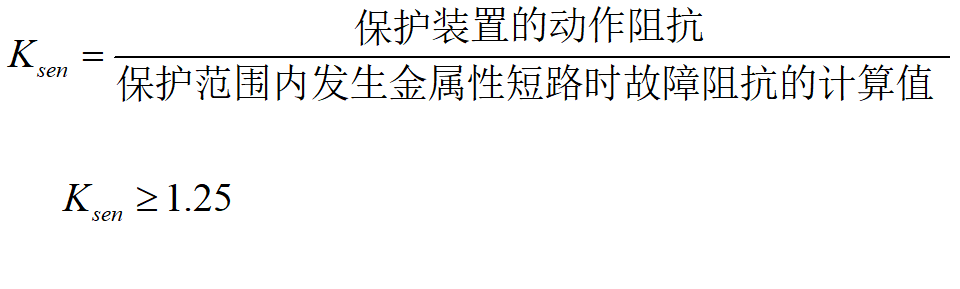 K_sen = 保护装置的动作阻抗 / 保护范围内发生金属性短路时故障阻抗的计算值
K_sen ≥ 1.25